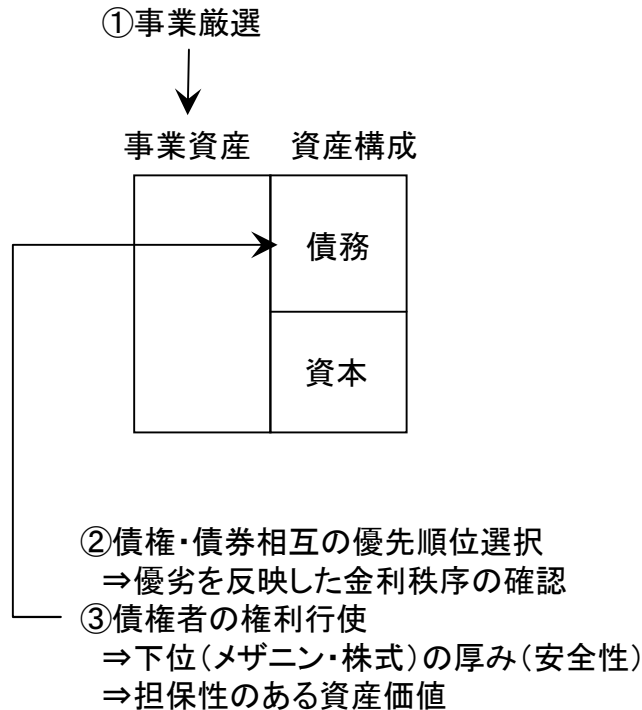 ①事業厳選
事業資産 資産構成
債務
資本
②債権・債券相互の優先順位選択
⇒優劣を反映した金利秩序の確認
③債権者の権利行使
⇒下位(メザニン・株式)の厚み(安全性)
⇒担保性のある資産価値